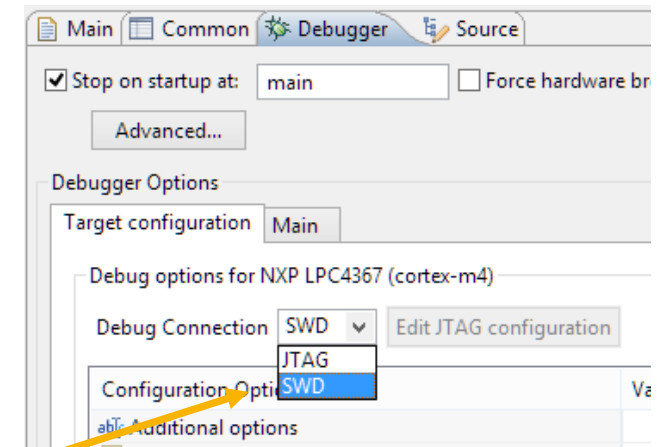 Main Common Debugger Source
Stop on startup at: main Force hardware bre
Advanced...
Debugger Options
Target configuration Main
Debug options for NXP LPC4367 (cortex-m4)
Debug Connection SWD Edit JTAG configuration
JTAG
SWD
Configuration Opti Va
Additional options